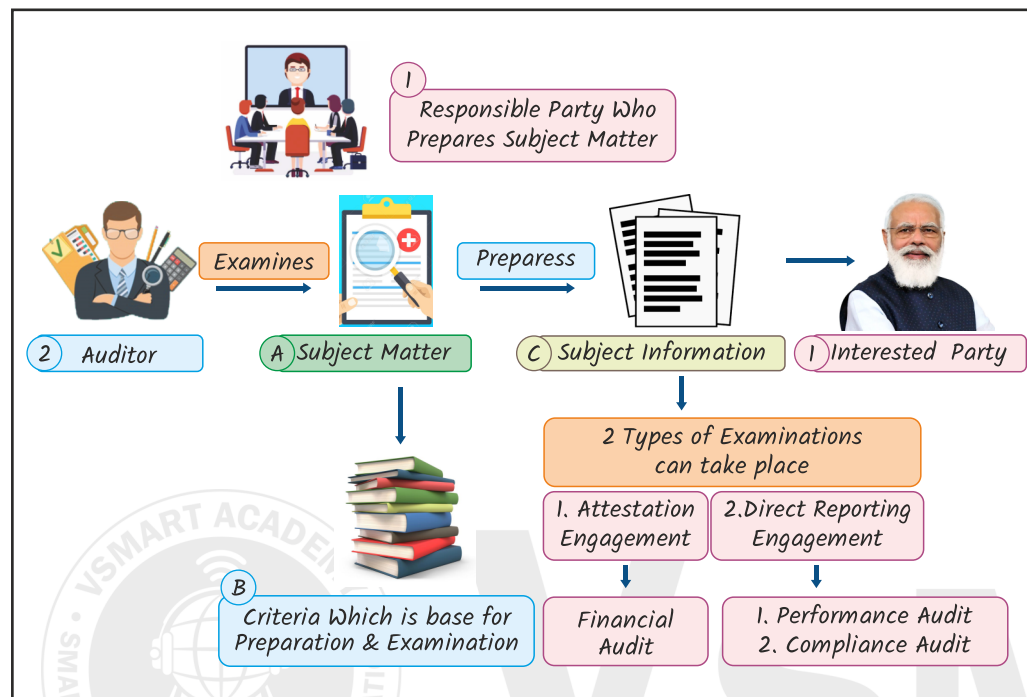 1
Responsible Party Who
Prepares Subject Matter
Examines
Preparess
2 Auditor
A Subject Matter
C Subject Information
1 Interested Party
2 Types of Examinations
can take place
1. Attestation
Engagement
2.Direct Reporting
Engagement
B
Criteria Which is base for
Preparation & Examination
Financial
Audit
1. Performance Audit
2. Compliance Audit
VSMART ACADEM